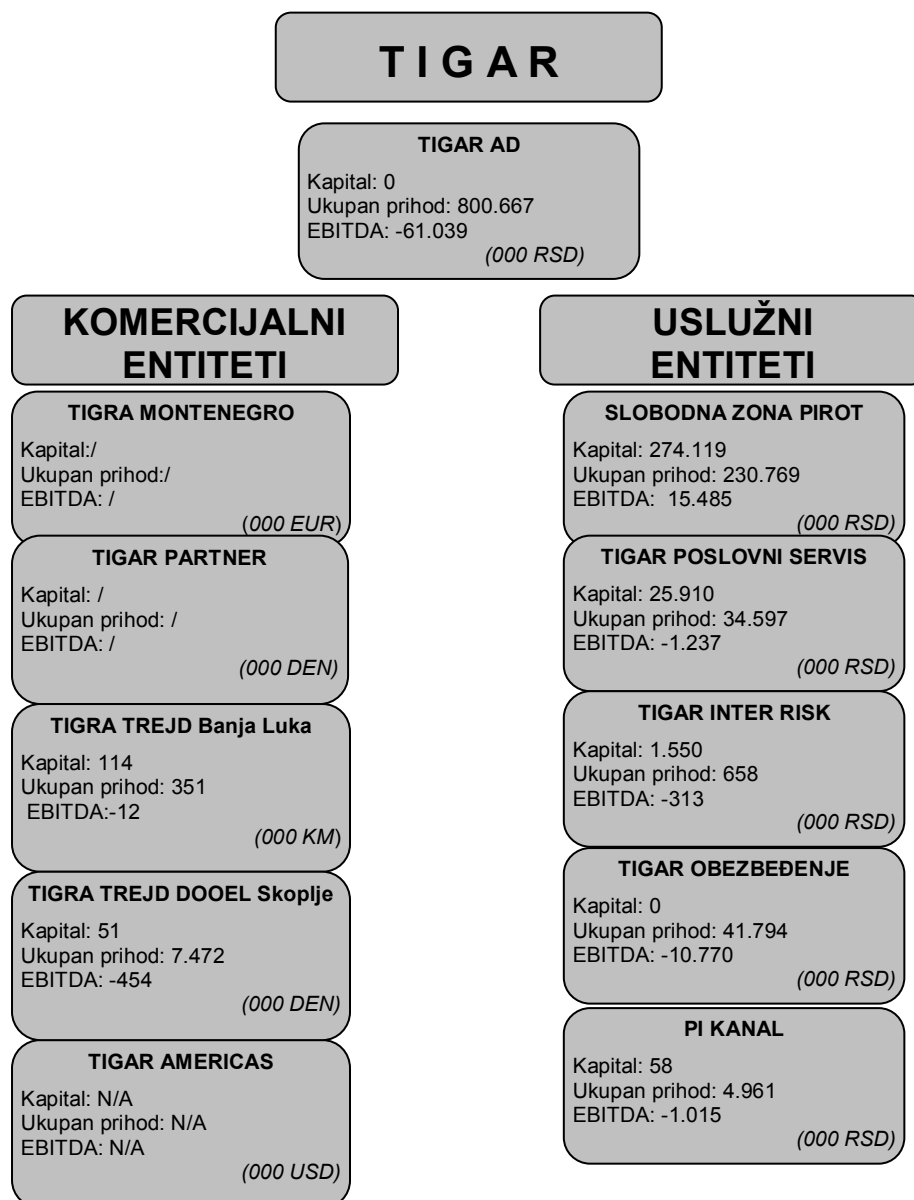 T I G A R
TIGAR AD
Kapital: 0
Ukupan prihod: 800.667
EBITDA: -61.039
(000 RSD)
KOMERCIJALNI
ENTITETI
TIGRA MONTENEGRO
Kapital:/
Ukupan prihod:/
EBITDA: /
(000 EUR)
TIGAR PARTNER
Kapital: /
Ukupan prihod: /
EBITDA: /
(000 DEN)
TIGRA TREJD Banja Luka
Kapital: 114
Ukupan prihod: 351
EBITDA:-12
(000 KM)
TIGRA TREJD DOOEL Skoplje
Kapital: 51
Ukupan prihod: 7.472
EBITDA: -454
(000 DEN)
TIGAR AMERICAS
Kapital: N/A
Ukupan prihod: N/A
EBITDA: N/A
(000 USD)
USLUŽNI
ENTITETI
SLOBODNA ZONA PIROT
Kapital: 274.119
Ukupan prihod: 230.769
EBITDA:  15.485
(000 RSD)
TIGAR POSLOVNI SERVIS
Kapital: 25.910
Ukupan prihod: 34.597
EBITDA: -1.237
(000 RSD)
TIGAR INTER RISK
Kapital: 1.550
Ukupan prihod: 658
EBITDA: -313
(000 RSD)
TIGAR OBEZBEĐENJE
Kapital: 0
Ukupan prihod: 41.794
EBITDA: -10.770
(000 RSD)
PI KANAL
Kapital: 58
Ukupan prihod: 4.961
EBITDA: -1.015
(000 RSD)